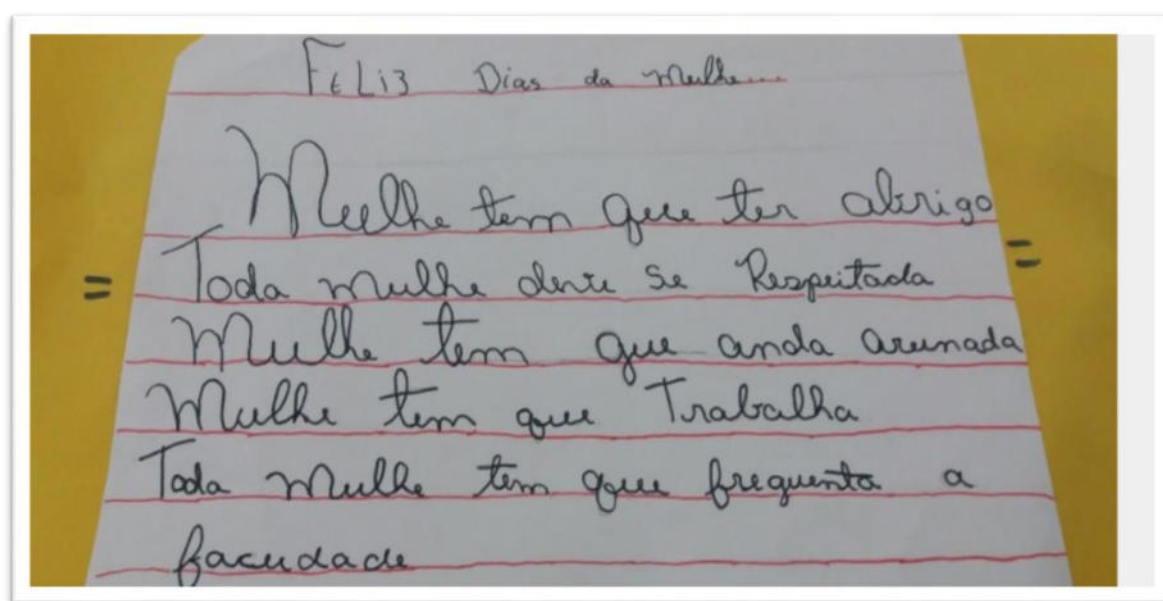 FeLiz Dias da mulhe...
Mulhe tem que ter abrigo
= Toda mulhe deve se Respeitada =
Mulhe tem que anda arumada
Mulhe tem que Trabalha
Toda mulhe tem que frequenta a
facudade